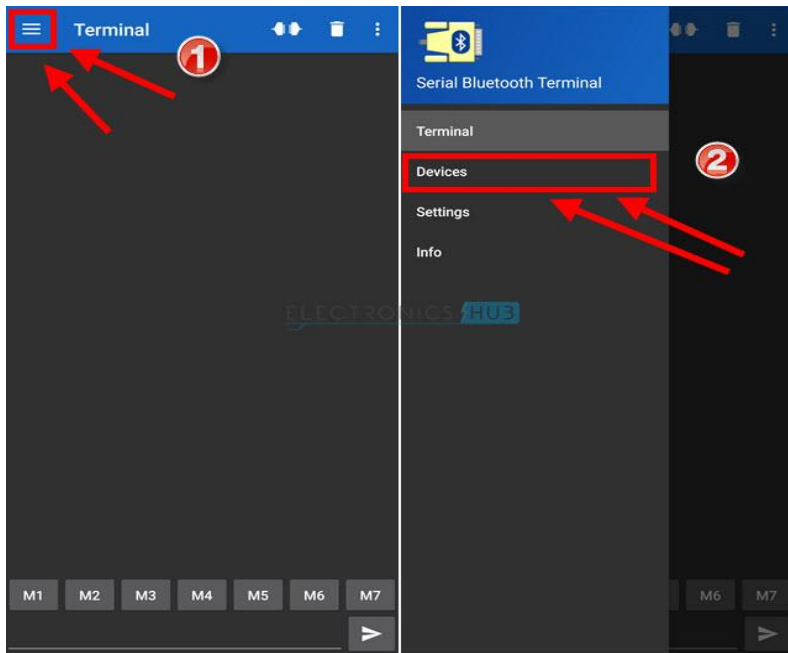 Terminal
1
M1 M2 M3 M4 M5 M6 M7
Serial Bluetooth Terminal
Terminal
Devices
Settings
Info
2
M6 M7
ELECTRONICS HUB